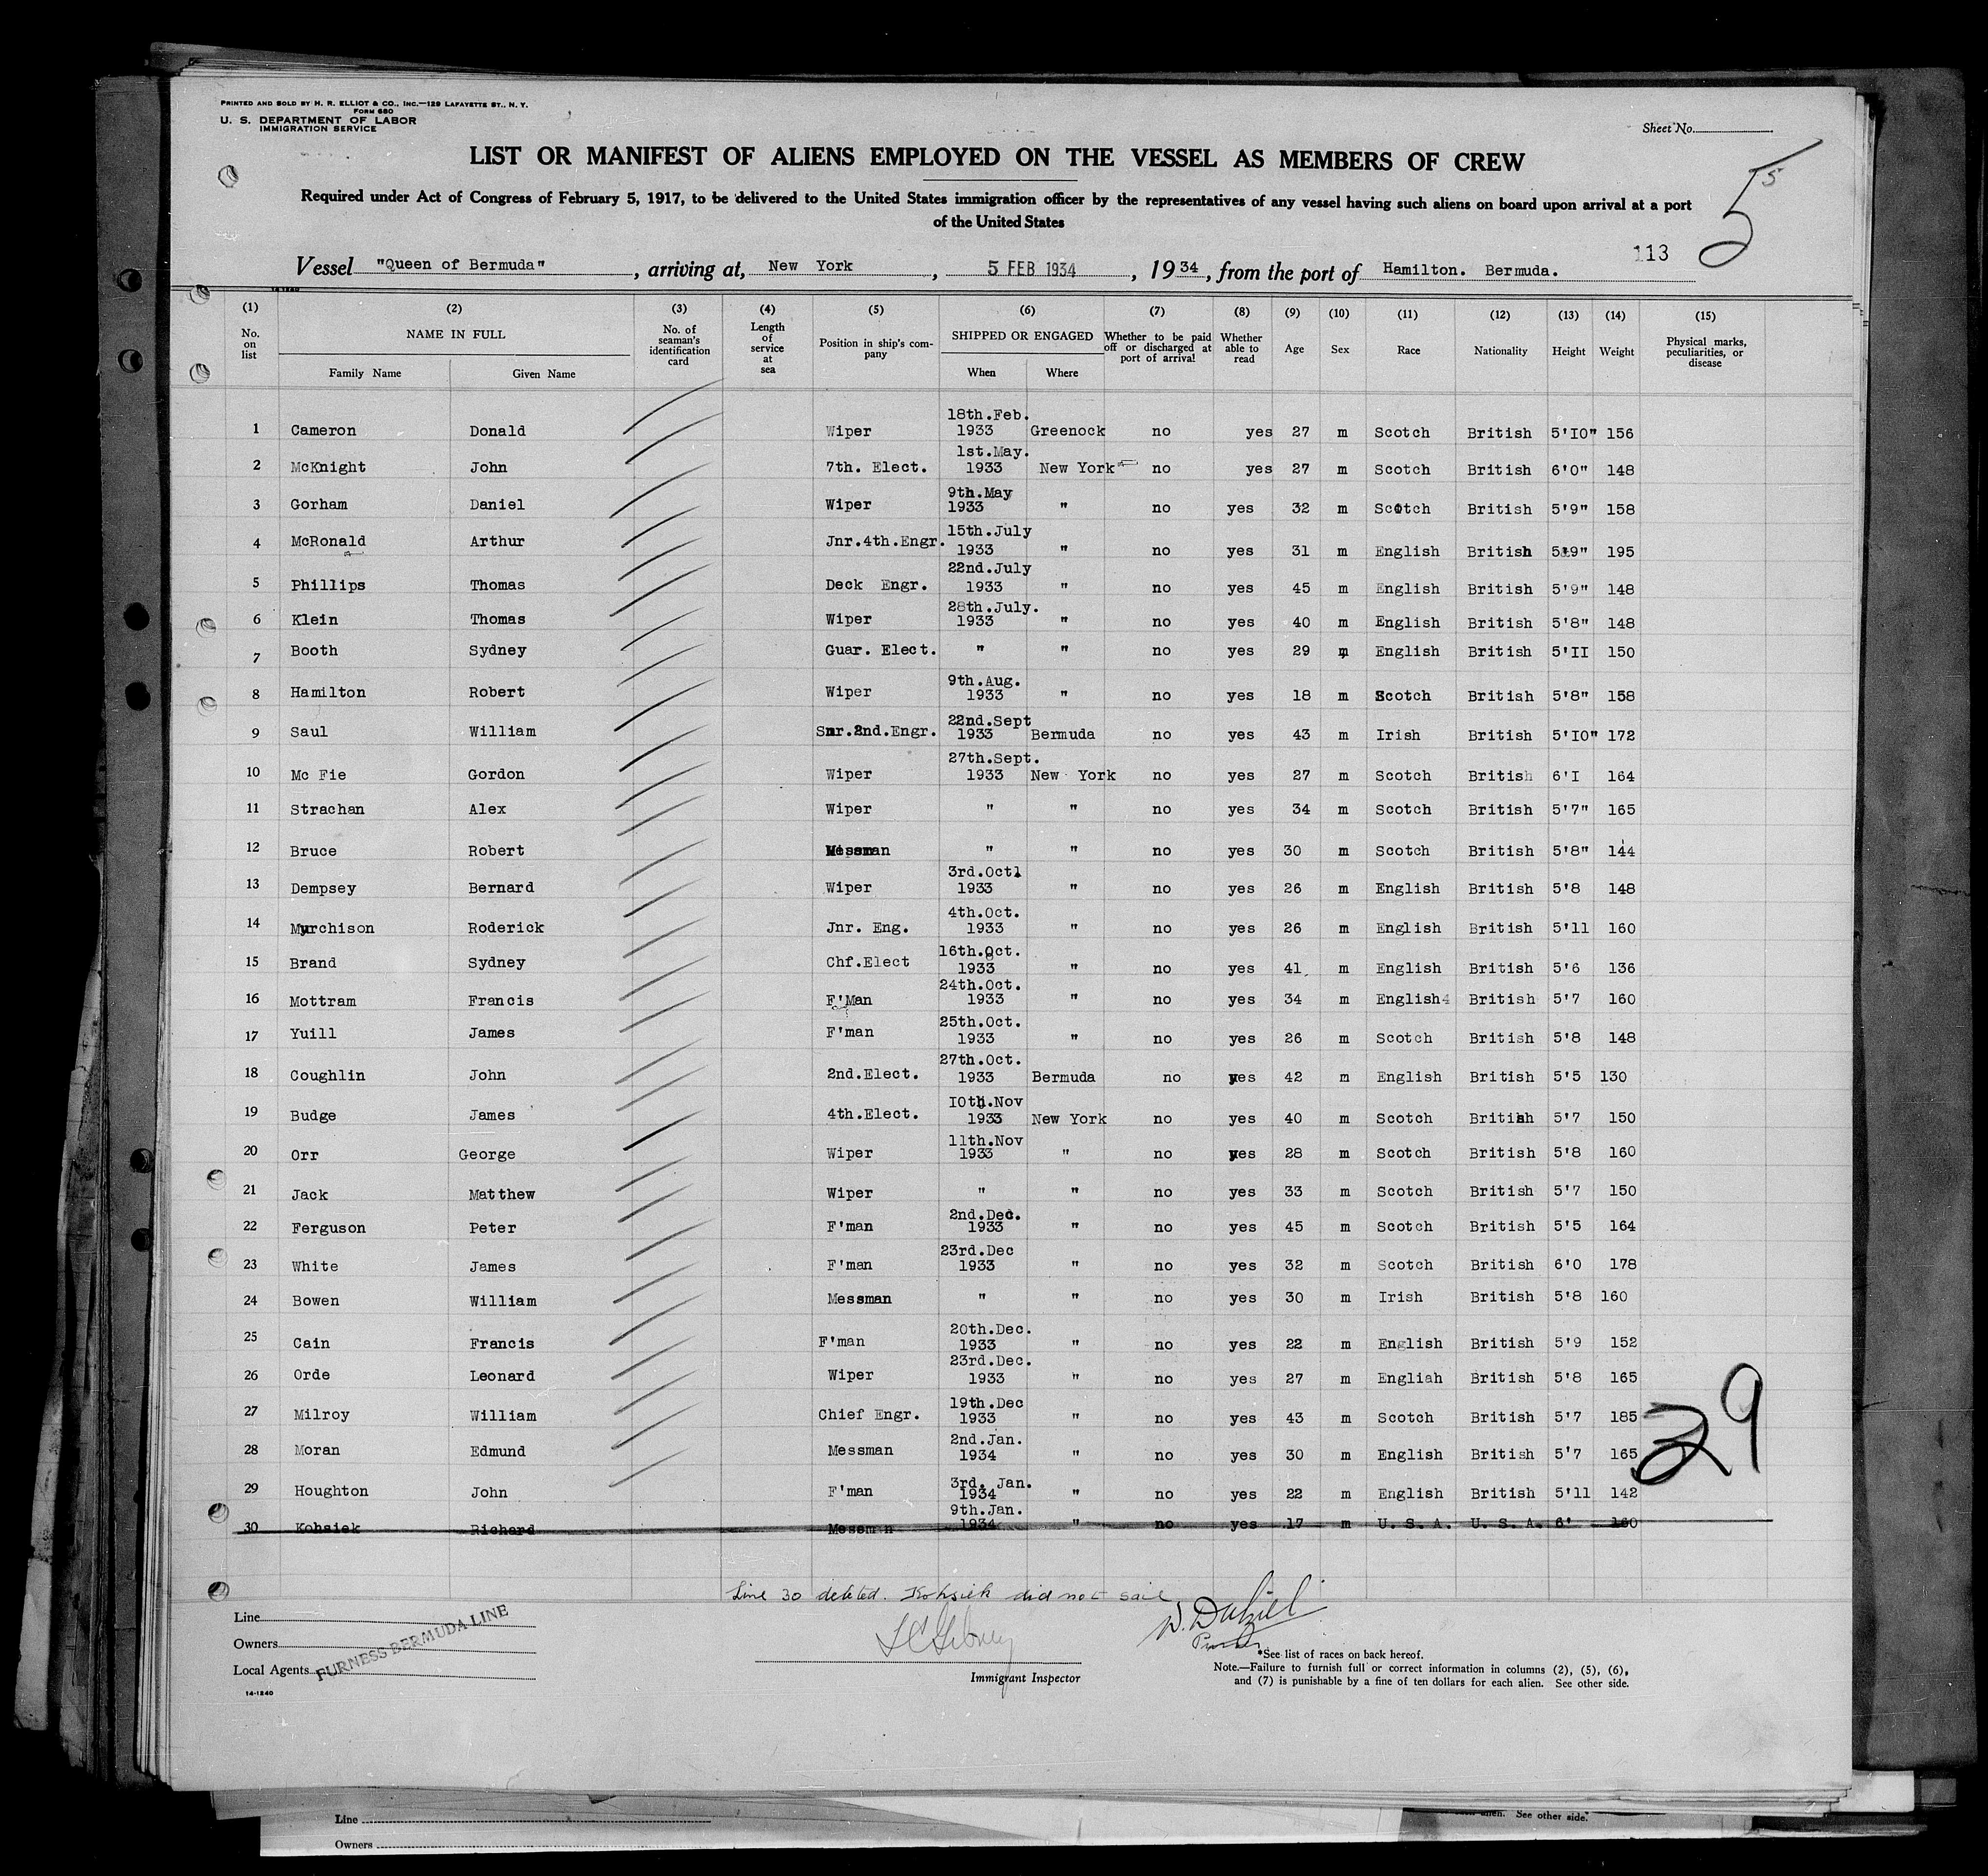 PRINTED AND SOLD BY H. R. ELLIOT & CO., INC.—129 LAFAYETTE ST., N. Y.
FORM 680
U. S. DEPARTMENT OF LABOR
IMMIGRATION SERVICE
Sheet No.
LIST OR MANIFEST OF ALIENS EMPLOYED ON THE VESSEL AS MEMBERS OF CREW
5
5
Required under Act of Congress of February 5, 1917, to be delivered to the United States immigration officer by the representatives of any vessel having such aliens on board upon arrival at a port
of the United States
113
Vessel "Queen of Bermuda", arriving at, New York, 5 FEB 1934, 1934, from the port of Hamilton. Bermuda.
14-1240
(1) (2) (3) (4) (5) (6) (7) (8) (9) (10) (11) (12) (13) (14) (15)
No. on list NAME IN FULL Family Name Given Name No. of seaman's identification card Length of service at sea Position in ship's company SHIPPED OR ENGAGED When Where Whether to be paid off or discharged at port of arrival Whether able to read Age Sex Race Nationality Height Weight Physical marks, peculiarities, or disease
1 Cameron Donald Wiper 18th.Feb. 1933 Greenock no yes 27 m Scotch British 5'10" 156
2 McKnight John 7th. Elect. 1st.May. 1933 New York no yes 27 m Scotch British 6'0" 148
3 Gorham Daniel Wiper 9th.May 1933 " no yes 32 m Scotch British 5'9" 158
4 McRonald Arthur Jnr.4th.Engr. 15th.July 1933 " no yes 31 m English British 5'9" 195
5 Phillips Thomas Deck Engr. 22nd.July 1933 " no yes 45 m English British 5'9" 148
6 Klein Thomas Wiper 28th.July. 1933 " no yes 40 m English British 5'8" 148
7 Booth Sydney Guar. Elect. " " no yes 29 m English British 5'II 150
8 Hamilton Robert Wiper 9th.Aug. 1933 " no yes 18 m Scotch British 5'8" 158
9 Saul William Snr.2nd.Engr. 22nd.Sept 1933 Bermuda no yes 43 m Irish British 5'IO" 172
10 Mc Fie Gordon Wiper 27th.Sept. 1933 New York no yes 27 m Scotch British 6'I 164
11 Strachan Alex Wiper " " no yes 34 m Scotch British 5'7" 165
12 Bruce Robert Messman " " no yes 30 m Scotch British 5'8" 144
13 Dempsey Bernard Wiper 3rd.Oct. 1933 " no yes 26 m English British 5'8 148
14 Murchison Roderick Jnr. Eng. 4th.Oct. 1933 " no yes 26 m English British 5'11 160
15 Brand Sydney Chf.Elect 16th.Oct. 1933 " no yes 41 m English British 5'6 136
16 Mottram Francis F'Man 24th.Oct. 1933 " no yes 34 m English4 British 5'7 160
17 Yuill James F'man 25th.Oct. 1933 " no yes 26 m Scotch British 5'8 148
18 Coughlin John 2nd.Elect. 27th.Oct. 1933 Bermuda no yes 42 m English British 5'5 130
19 Budge James 4th.Elect. IOth.Nov 1933 New York no yes 40 m Scotch British 5'7 150
20 Orr George Wiper 11th.Nov 1933 " no yes 28 m Scotch British 5'8 160
21 Jack Matthew Wiper " " no yes 33 m Scotch British 5'7 150
22 Ferguson Peter F'man 2nd.Dec. 1933 " no yes 45 m Scotch British 5'5 164
23 White James F'man 23rd.Dec 1933 " no yes 32 m Scotch British 6'0 178
24 Bowen William Messman " " no yes 30 m Irish British 5'8 160
25 Cain Francis F'man 20th.Dec. 1933 " no yes 22 m English British 5'9 152
26 Orde Leonard Wiper 23rd.Dec. 1933 " no yes 27 m Engliah British 5'8 165
27 Milroy William Chief Engr. 19th.Dec 1933 " no yes 43 m Scotch British 5'7 185
28 Moran Edmund Messman 2nd.Jan. 1934 " no yes 30 m English British 5'7 165
29
29 Houghton John F'man 3rd. Jan. 1934 " no yes 22 m English British 5'11 142
30 Kohsiek Richard Messman 9th.Jan. 1934 " no yes 17 m U. S. A. U. S. A. 6' 160
Line 30 deleted. Kohsiek did not sail
Line
Owners
Local Agents
FURNESS BERMUDA LINE
14-1240
Immigrant Inspector
Purser
*See list of races on back hereof.
Note.—Failure to furnish full or correct information in columns (2), (5), (6),
and (7) is punishable by a fine of ten dollars for each alien. See other side.
Line
Owners
alien. See other side.